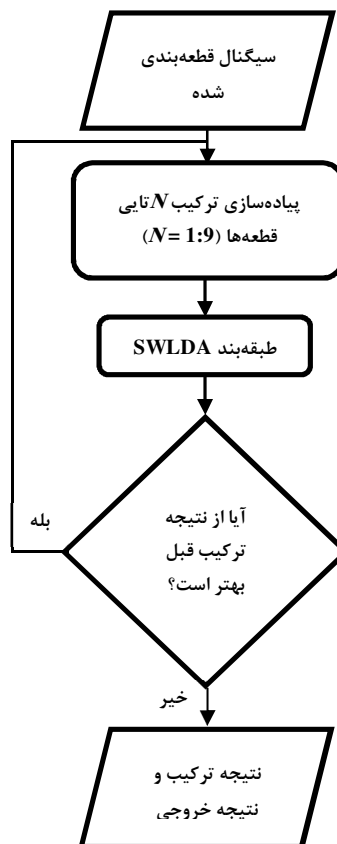 سیگنال قطعه‌بندی
شده
پیاده‌سازی ترکیب Nتایی
قطعه‌ها (N= 1:9)
طبقه‌بند SWLDA
آیا از نتیجه
ترکیب قبل
بهتر است؟
بله
خیر
نتیجه ترکیب و
نتیجه خروجی